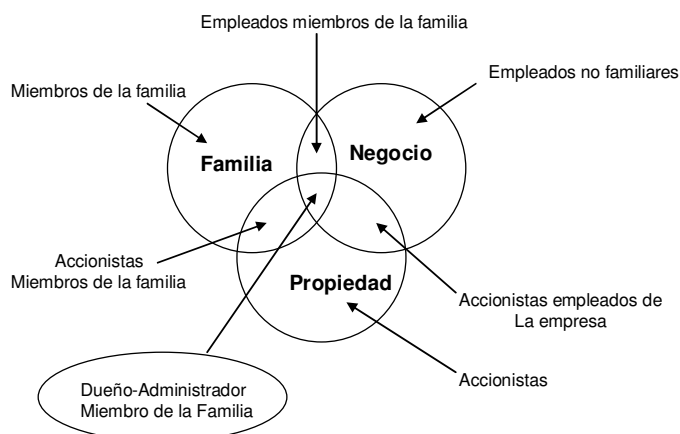 Empleados miembros de la familia
Empleados no familiares
Miembros de la familia
Familia
Negocio
Accionistas
Miembros de la familia
Propiedad
Accionistas empleados de
La empresa
Accionistas
Dueño-Administrador
Miembro de la Familia